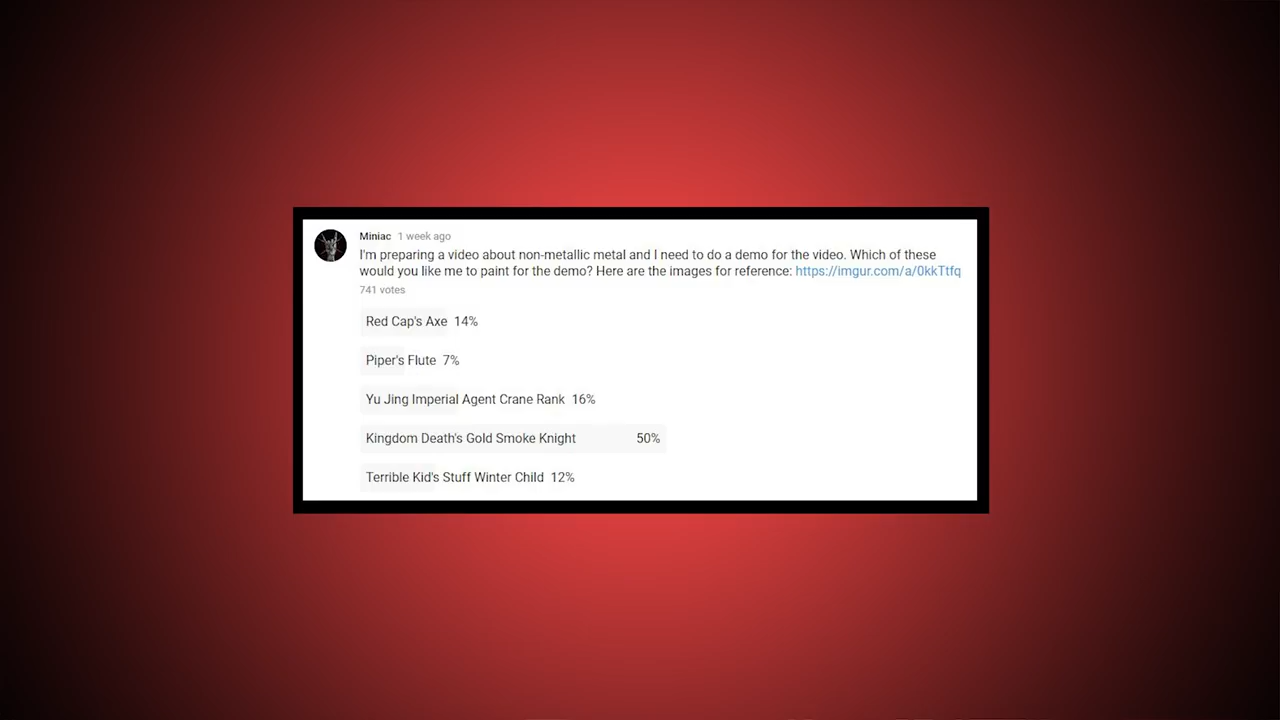 Miniac 1 week ago
I'm preparing a video about non-metallic metal and I need to do a demo for the video. Which of these
would you like me to paint for the demo? Here are the images for reference: https://imgur.com/a/0kkTtfq
741 votes
Red Cap's Axe 14%
Piper's Flute 7%
Yu Jing Imperial Agent Crane Rank 16%
Kingdom Death's Gold Smoke Knight 50%
Terrible Kid's Stuff Winter Child 12%